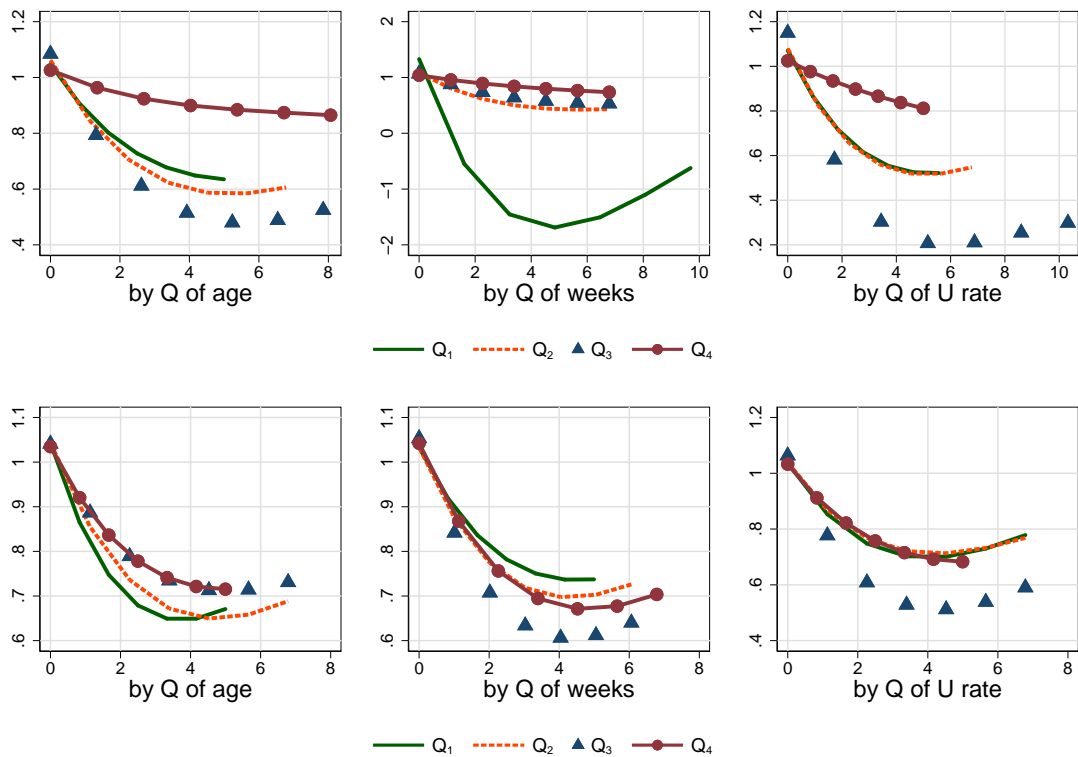 1.2
1
.8
.6
.4
0 2 4 6 8
by Q of age
2
1
0
−1
−2
0 2 4 6 8 10
by Q of weeks
1.2
1
.8
.6
.4
.2
0 2 4 6 8 10
by Q of U rate
Q₁ Q₂ Q₃ Q₄
1.1
1
.9
.8
.7
.6
0 2 4 6 8
by Q of age
1.1
1
.9
.8
.7
.6
0 2 4 6 8
by Q of weeks
1.2
1
.8
.6
.4
0 2 4 6 8
by Q of U rate
Q₁ Q₂ Q₃ Q₄